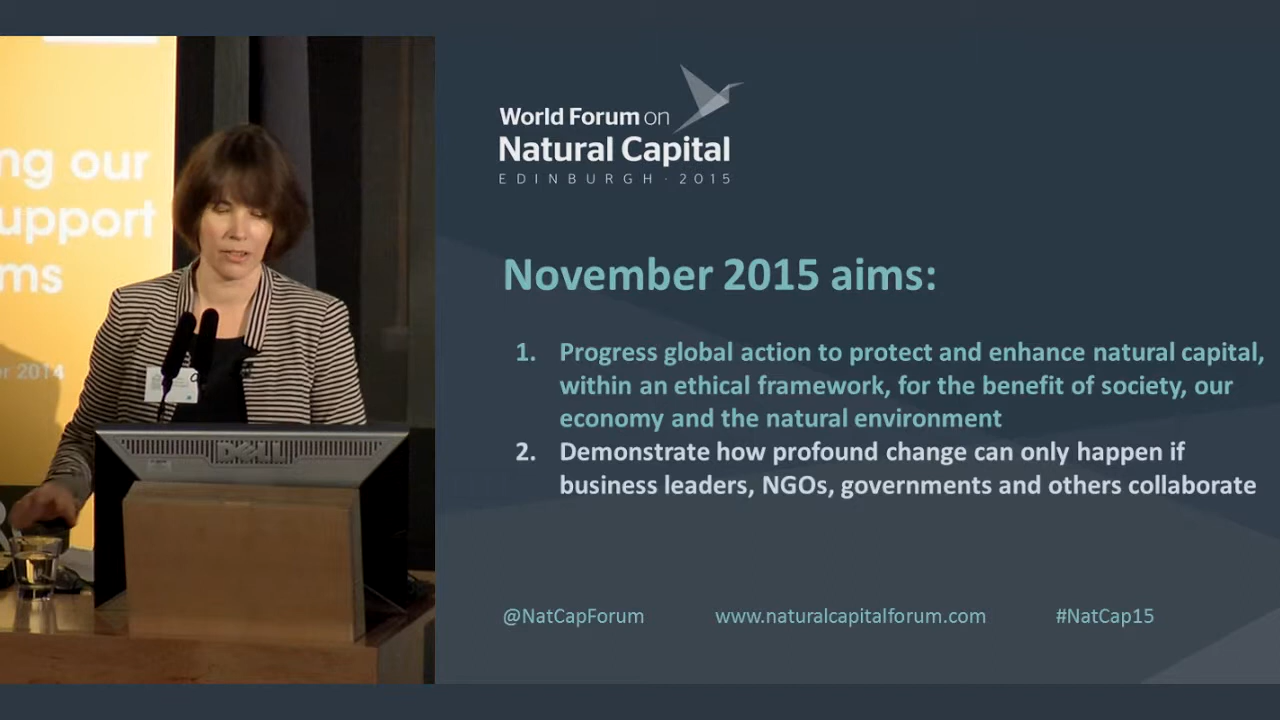 ng our
upport
ms
r 2014
DELL
World Forum on
Natural Capital
EDINBURGH · 2015
November 2015 aims:
1. Progress global action to protect and enhance natural capital,
within an ethical framework, for the benefit of society, our
economy and the natural environment
2. Demonstrate how profound change can only happen if
business leaders, NGOs, governments and others collaborate
@NatCapForum www.naturalcapitalforum.com #NatCap15